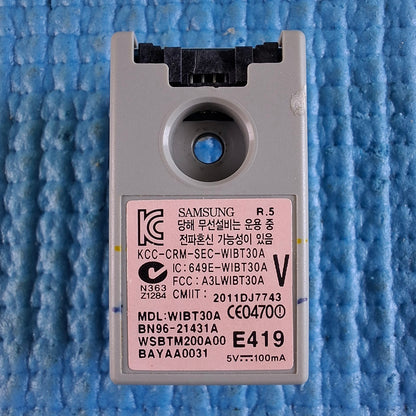 SAMSUNG R.5
당해 무선설비는 운용 중
전파혼신 가능성이 있음
KCC-CRM-SEC-WIBT30A
IC: 649E-WIBT30A
FCC: A3LWIBT30A
V
N363
Z1284
CMIIT: 2011DJ7743
MDL: WIBT30A CE0470
BN96-21431A
WSBTM200A00 E419
BAYAA0031 5V⎓100mA